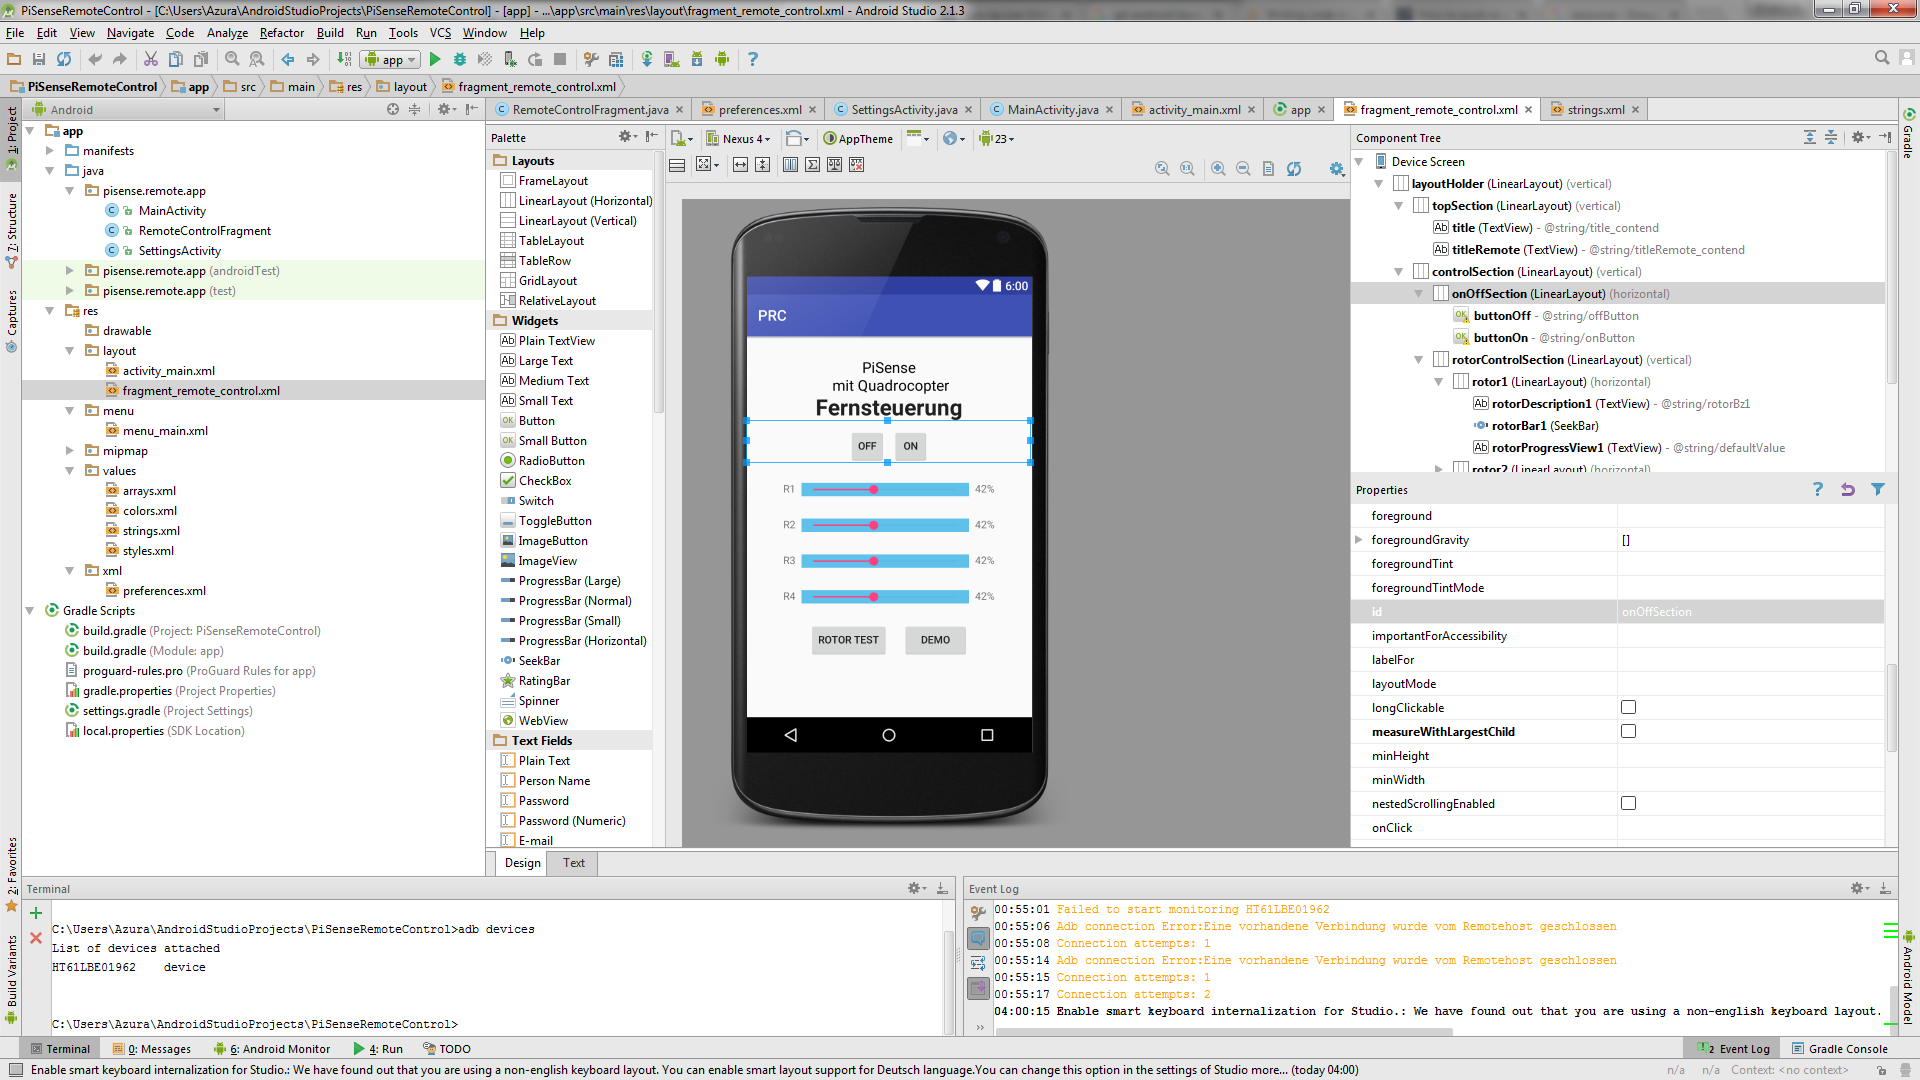 PiSenseRemoteControl - [C:\Users\Azura\AndroidStudioProjects\PiSenseRemoteControl] - [app] - ...\app\src\main\res\layout\fragment_remote_control.xml - Android Studio 2.1.3
File Edit View Navigate Code Analyze Refactor Build Run Tools VCS Window Help
app
PiSenseRemoteControl app src main res layout fragment_remote_control.xml
1: Project
7: Structure
Captures
2: Favorites
Build Variants
Android
app
manifests
java
pisense.remote.app
MainActivity
RemoteControlFragment
SettingsActivity
pisense.remote.app (androidTest)
pisense.remote.app (test)
res
drawable
layout
activity_main.xml
fragment_remote_control.xml
menu
menu_main.xml
mipmap
values
arrays.xml
colors.xml
strings.xml
styles.xml
xml
preferences.xml
Gradle Scripts
build.gradle (Project: PiSenseRemoteControl)
build.gradle (Module: app)
proguard-rules.pro (ProGuard Rules for app)
gradle.properties (Project Properties)
settings.gradle (Project Settings)
local.properties (SDK Location)
RemoteControlFragment.java preferences.xml SettingsActivity.java MainActivity.java activity_main.xml app fragment_remote_control.xml strings.xml
Palette
Layouts
FrameLayout
LinearLayout (Horizontal)
LinearLayout (Vertical)
TableLayout
TableRow
GridLayout
RelativeLayout
Widgets
Plain TextView
Large Text
Medium Text
Small Text
Button
Small Button
RadioButton
CheckBox
Switch
ToggleButton
ImageButton
ImageView
ProgressBar (Large)
ProgressBar (Normal)
ProgressBar (Small)
ProgressBar (Horizontal)
SeekBar
RatingBar
Spinner
WebView
Text Fields
Plain Text
Person Name
Password
Password (Numeric)
E-mail
Design Text
Nexus 4 AppTheme 23
6:00
PRC
PiSense
mit Quadrocopter
Fernsteuerung
OFF ON
R1 42%
R2 42%
R3 42%
R4 42%
ROTOR TEST DEMO
Component Tree
Device Screen
layoutHolder (LinearLayout) (vertical)
topSection (LinearLayout) (vertical)
title (TextView) - @string/title_contend
titleRemote (TextView) - @string/titleRemote_contend
controlSection (LinearLayout) (vertical)
onOffSection (LinearLayout) (horizontal)
buttonOff - @string/offButton
buttonOn - @string/onButton
rotorControlSection (LinearLayout) (vertical)
rotor1 (LinearLayout) (horizontal)
rotorDescription1 (TextView) - @string/rotorBz1
rotorBar1 (SeekBar)
rotorProgressView1 (TextView) - @string/defaultValue
rotor2 (LinearLayout) (horizontal)
Properties
foreground
foregroundGravity []
foregroundTint
foregroundTintMode
id onOffSection
importantForAccessibility
labelFor
layoutMode
longClickable
measureWithLargestChild
minHeight
minWidth
nestedScrollingEnabled
onClick
Gradle
Android Model
Terminal
C:\Users\Azura\AndroidStudioProjects\PiSenseRemoteControl>adb devices
List of devices attached
HT61LBE01962 device
C:\Users\Azura\AndroidStudioProjects\PiSenseRemoteControl>
Event Log
00:55:01 Failed to start monitoring HT61LBE01962
00:55:06 Adb connection Error:Eine vorhandene Verbindung wurde vom Remotehost geschlossen
00:55:08 Connection attempts: 1
00:55:14 Adb connection Error:Eine vorhandene Verbindung wurde vom Remotehost geschlossen
00:55:15 Connection attempts: 1
00:55:17 Connection attempts: 2
04:00:15 Enable smart keyboard internalization for Studio.: We have found out that you are using a non-english keyboard layout.
Terminal 0: Messages 6: Android Monitor 4: Run TODO 2 Event Log Gradle Console
Enable smart keyboard internalization for Studio.: We have found out that you are using a non-english keyboard layout. You can enable smart layout support for Deutsch language.You can change this option in the settings of Studio more... (today 04:00) n/a n/a Context: <no context>